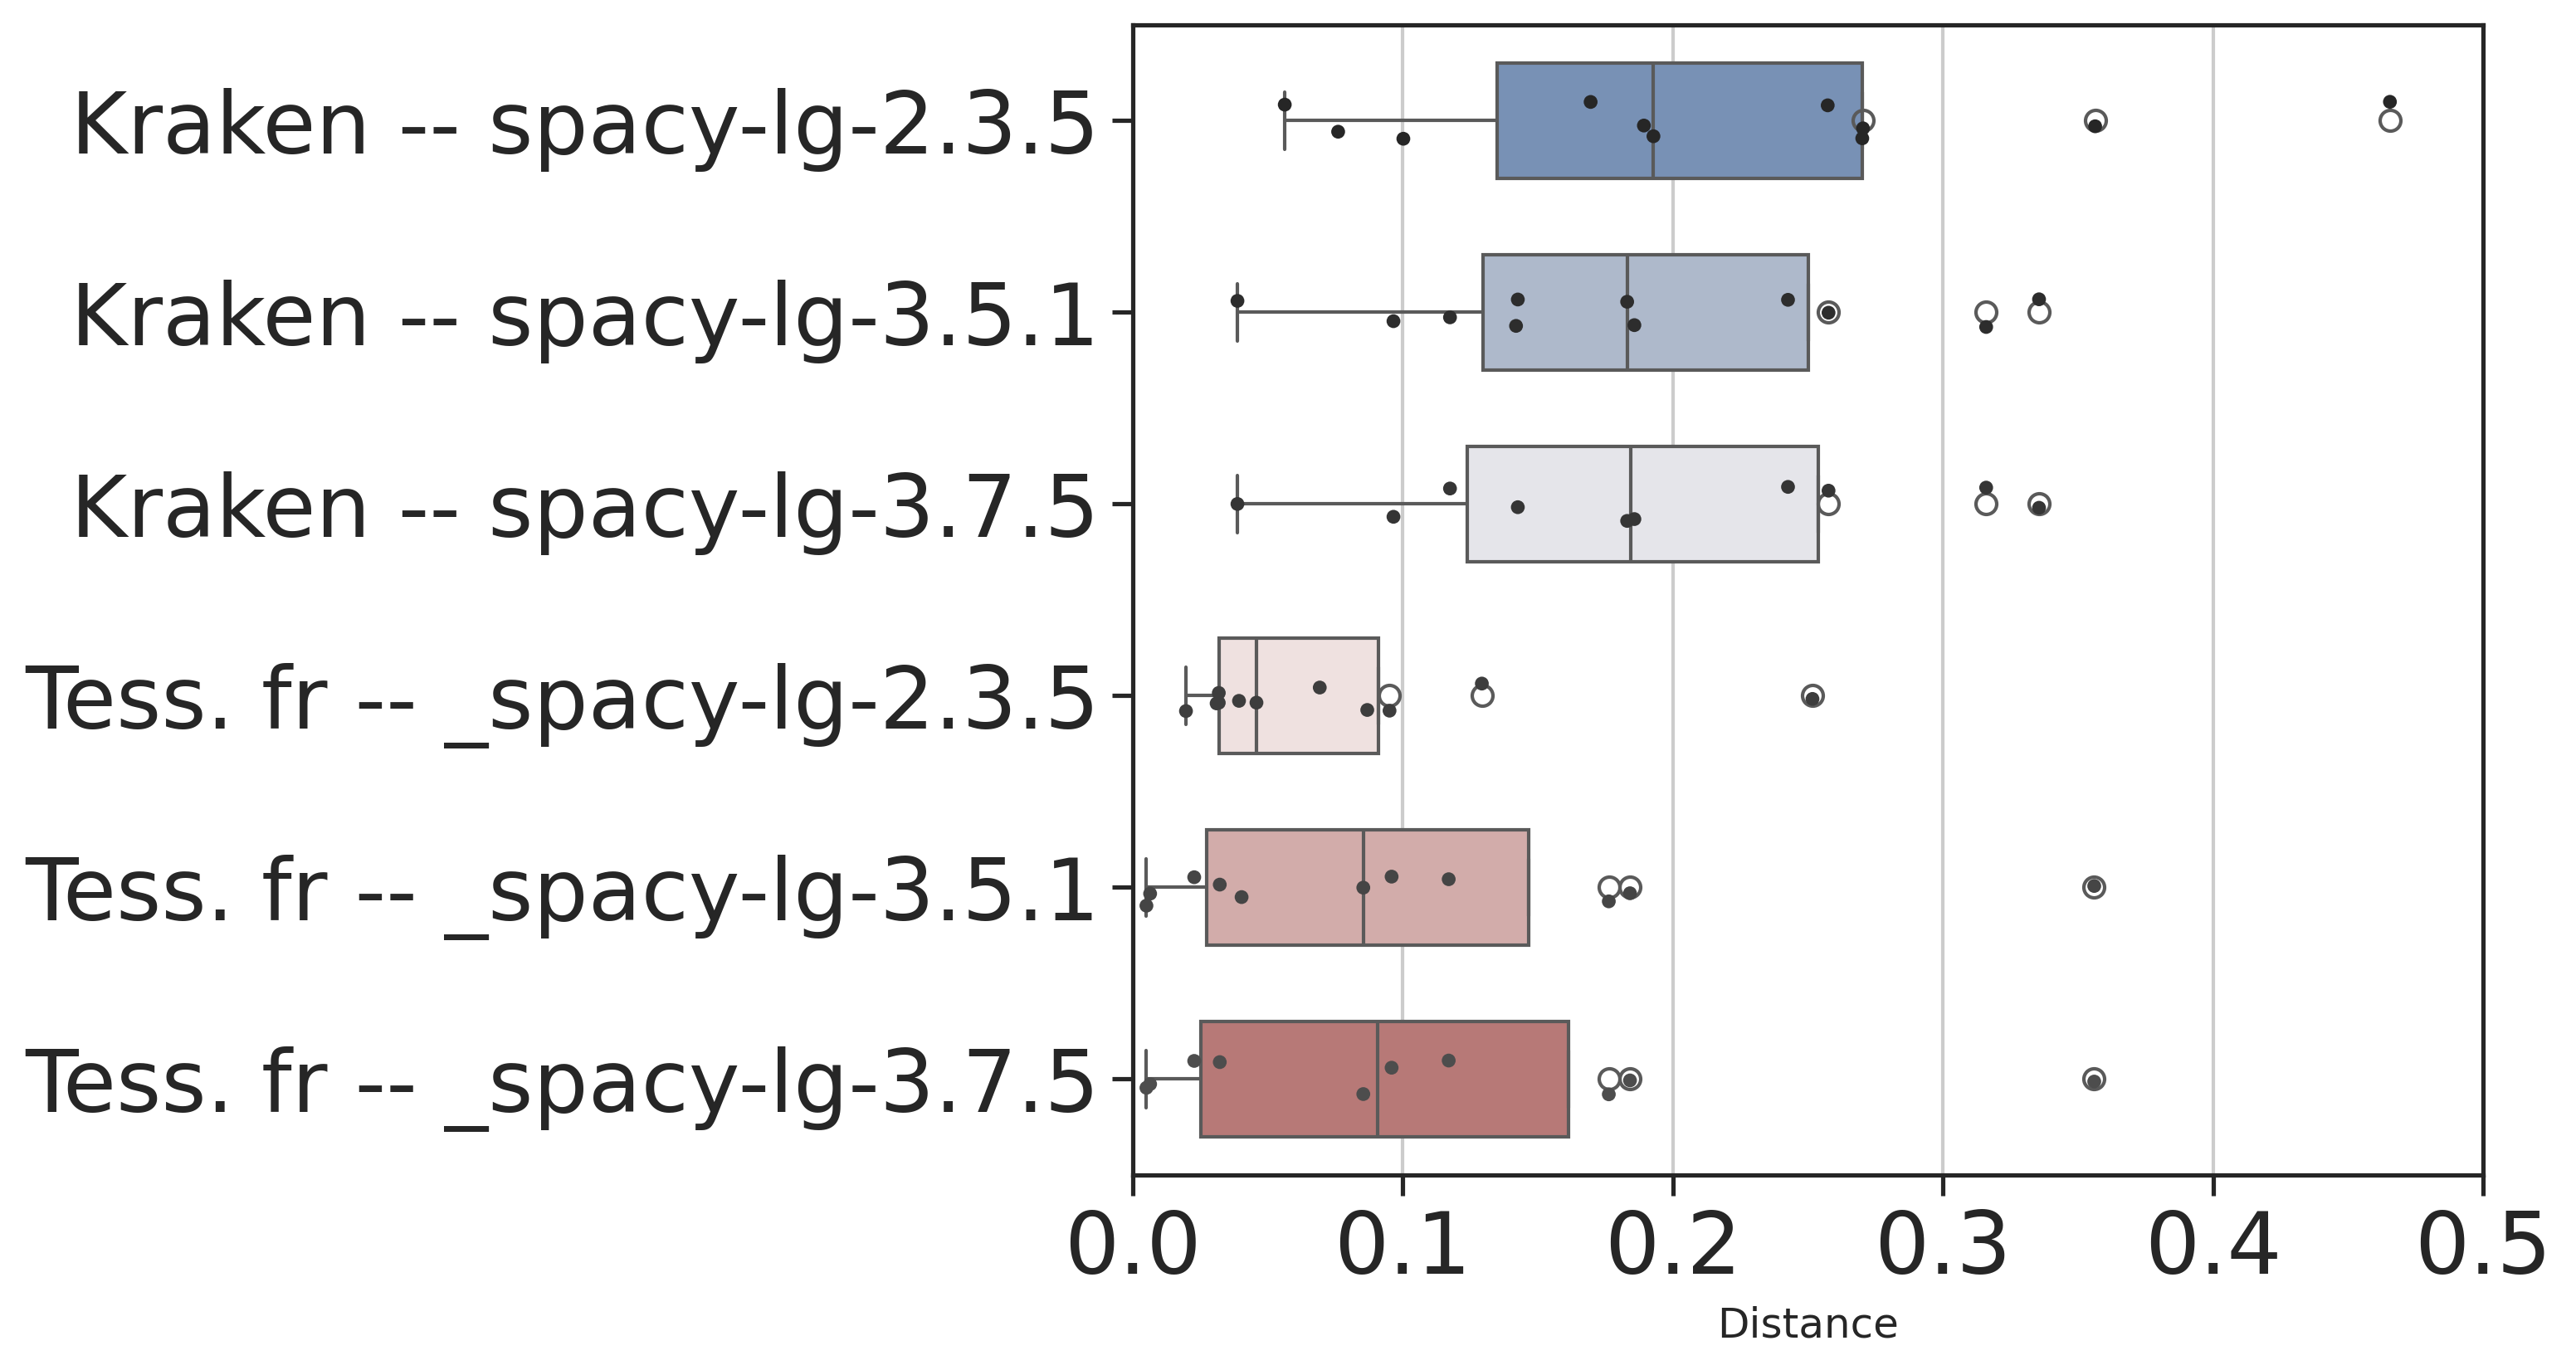 Kraken -- spacy-lg-2.3.5
Kraken -- spacy-lg-3.5.1
Kraken -- spacy-lg-3.7.5
Tess. fr -- _spacy-lg-2.3.5
Tess. fr -- _spacy-lg-3.5.1
Tess. fr -- _spacy-lg-3.7.5
0.0 0.1 0.2 0.3 0.4 0.5
Distance